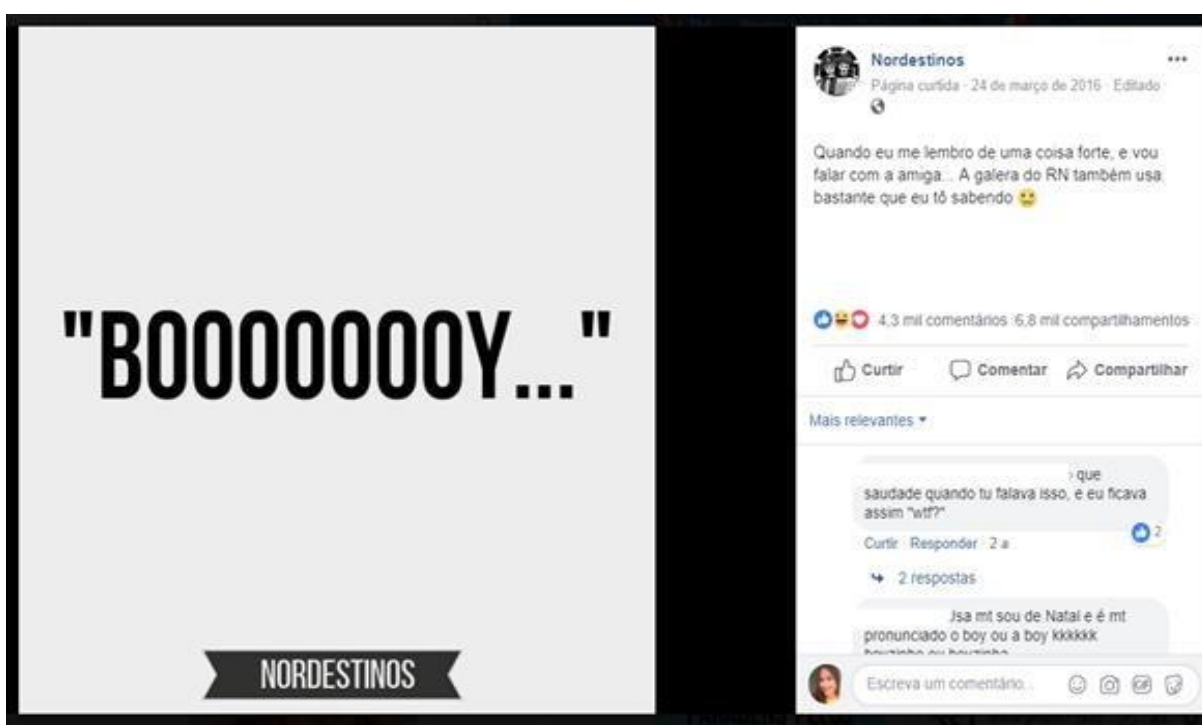 "BOOOOOOOY..."
NORDESTINOS
Nordestinos
Página curtida · 24 de março de 2016 · Editado
Quando eu me lembro de uma coisa forte, e vou
falar com a amiga... A galera do RN também usa
bastante que eu tô sabendo
4,3 mil comentários 6,8 mil compartilhamentos
Curtir Comentar Compartilhar
Mais relevantes
que
saudade quando tu falava isso, e eu ficava
assim "wtf?"
2
Curtir · Responder · 2 a
2 respostas
mt sou de Natal e é mt
pronunciado o boy ou a boy kkkkkk
Escreva um comentário...
GIF